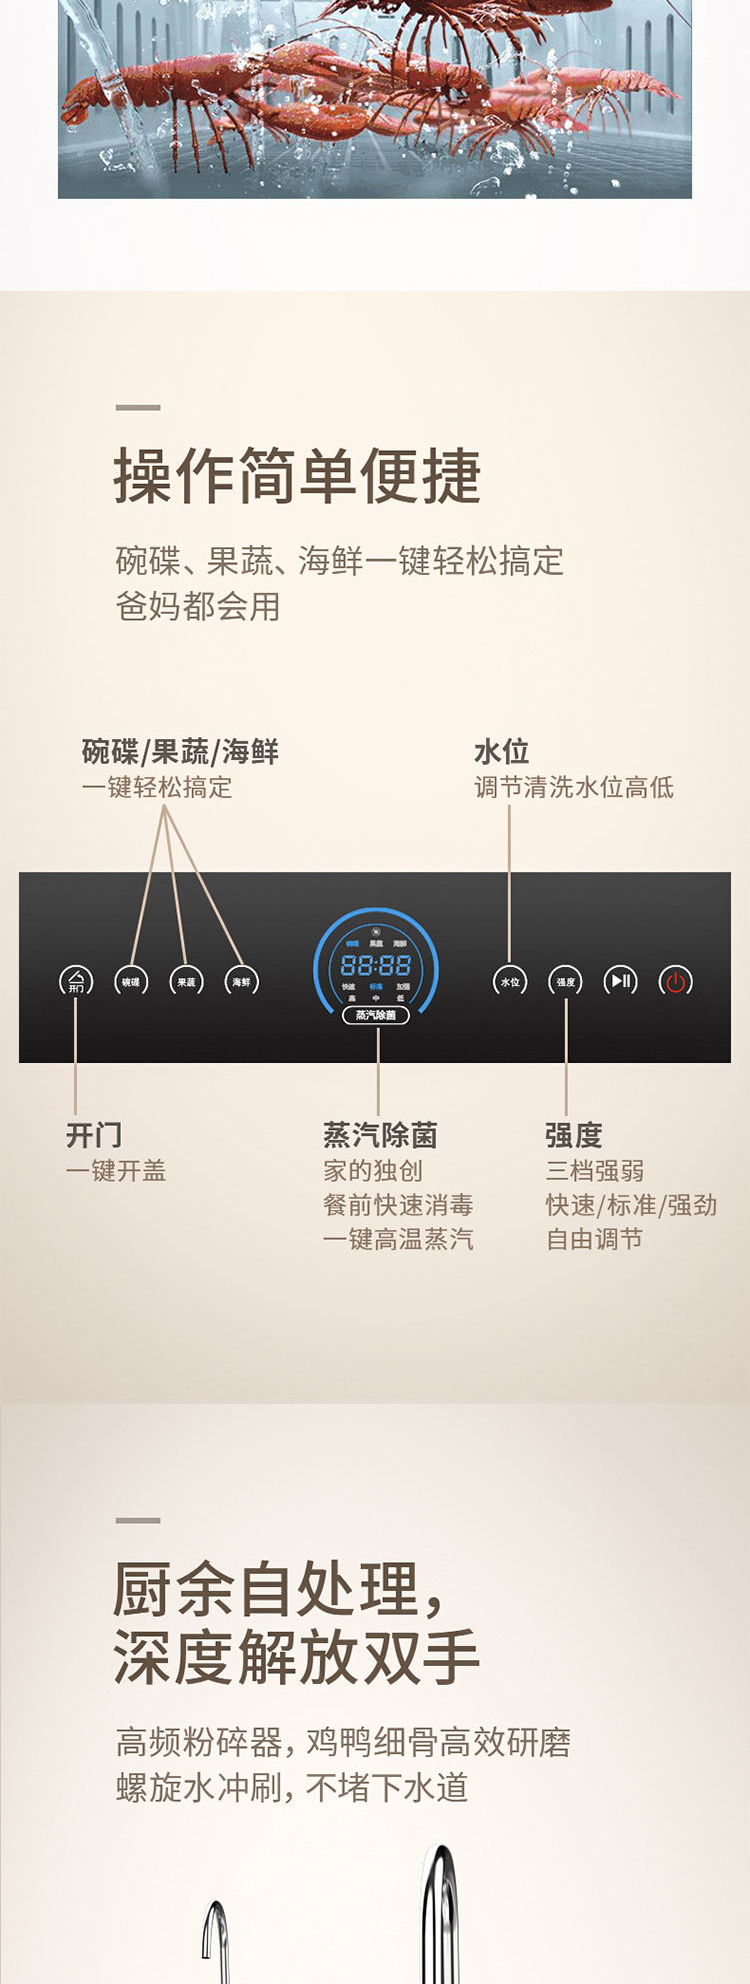 操作简单便捷
碗碟、果蔬、海鲜一键轻松搞定
爸妈都会用
碗碟/果蔬/海鲜
一键轻松搞定
水位
调节清洗水位高低
开门
碗碟
果蔬
海鲜
碗碟 果蔬 海鲜
88:88
快速 标准 加强
高 中 低
蒸汽除菌
水位
强度
开门
一键开盖
蒸汽除菌
家的独创
餐前快速消毒
一键高温蒸汽
强度
三档强弱
快速/标准/强劲
自由调节
厨余自处理，
深度解放双手
高频粉碎器，鸡鸭细骨高效研磨
螺旋水冲刷，不堵下水道